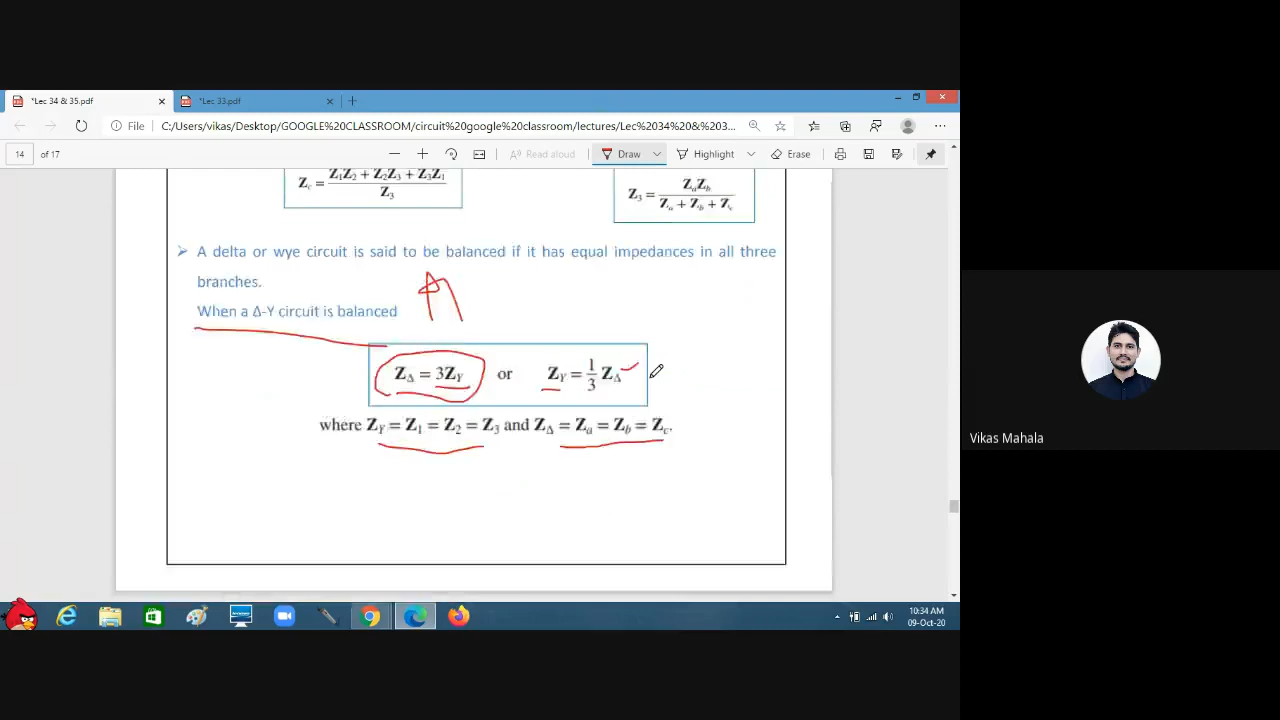 *Lec 34 & 35.pdf
*Lec 33.pdf
File C:/Users/vikas/Desktop/GOOGLE%20CLASSROOM/circuit%20google%20classroom/lectures/Lec%2034%20&%203...
14 of 17 Read aloud Draw Highlight Erase
Z_c = (Z_1Z_2 + Z_2Z_3 + Z_3Z_1) / Z_3
Z_3 = Z_aZ_b / (Z_a + Z_b + Z_c)
➢ A delta or wye circuit is said to be balanced if it has equal impedances in all three
branches.
When a Δ-Y circuit is balanced
Z_Δ = 3Z_Y or Z_Y = 1/3 Z_Δ
where Z_Y = Z_1 = Z_2 = Z_3 and Z_Δ = Z_a = Z_b = Z_c.
Vikas Mahala
10:34 AM
09-Oct-20